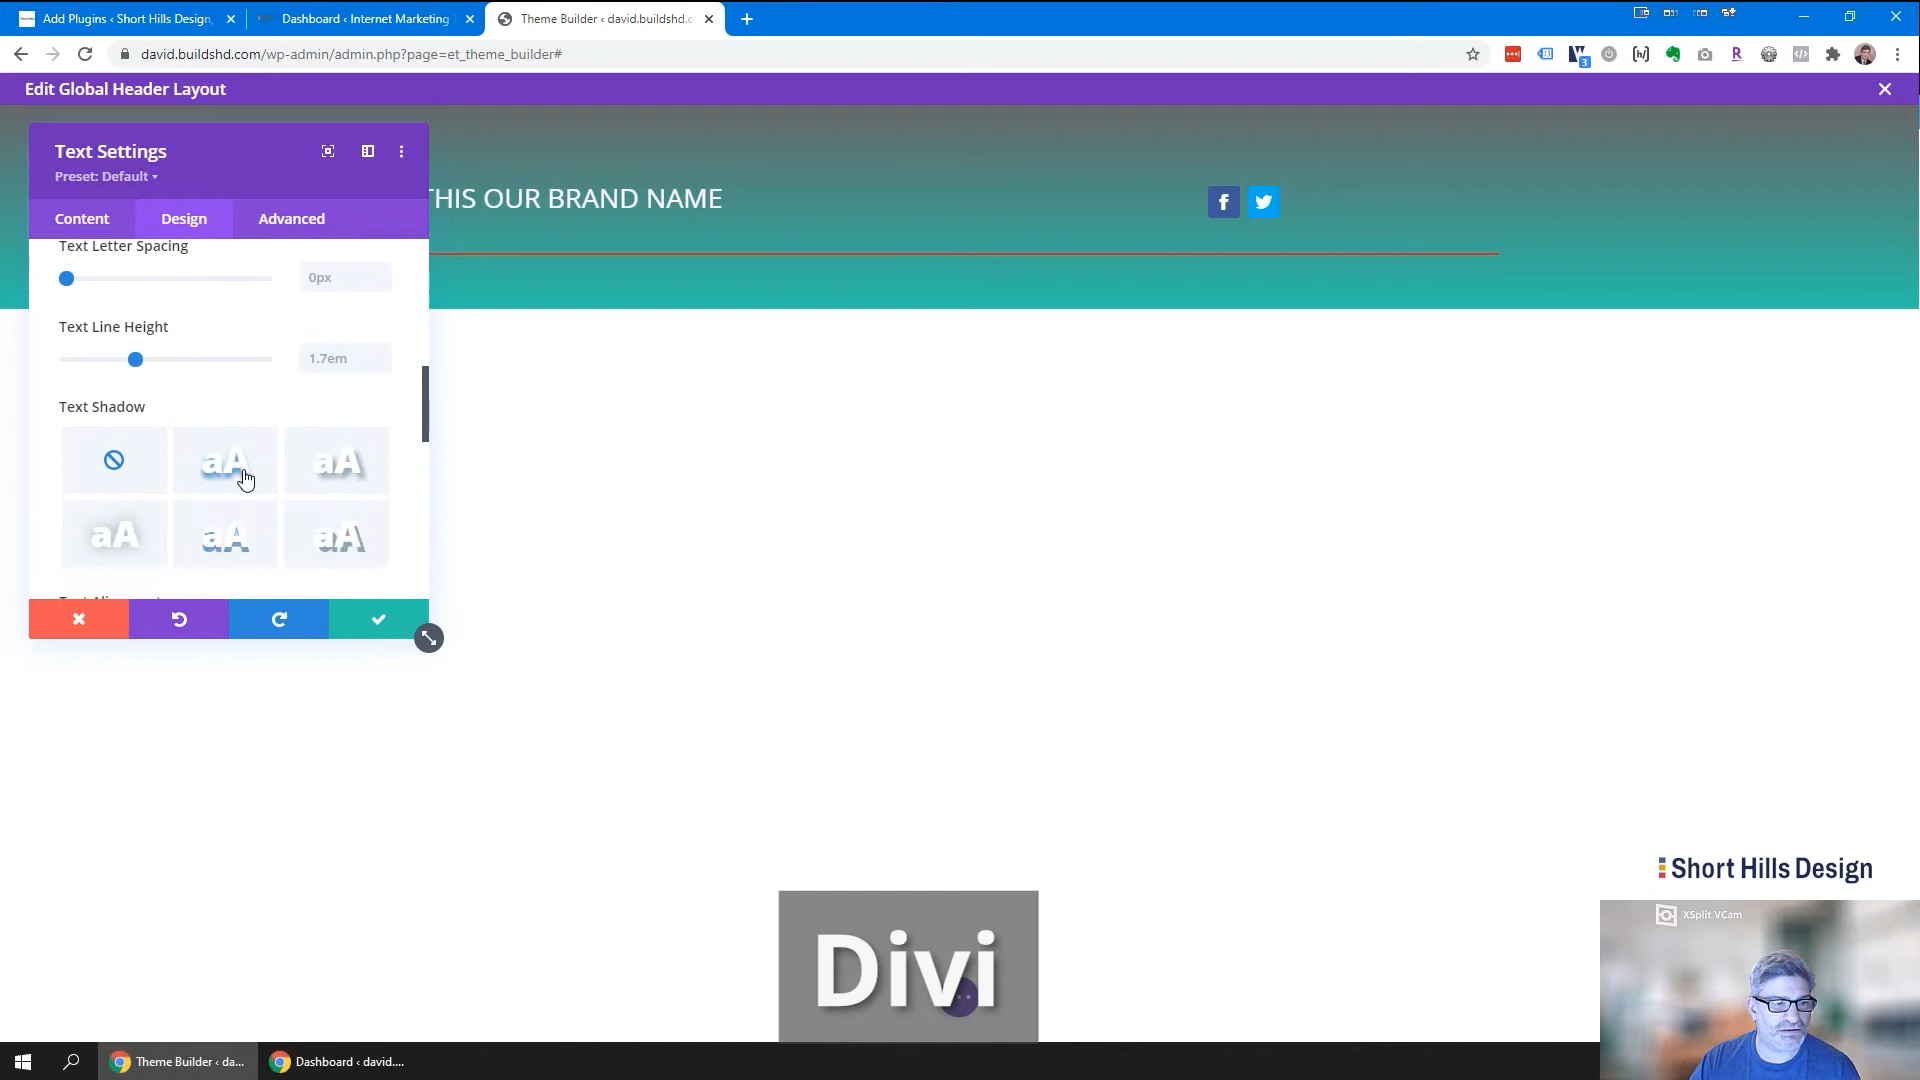 Add Plugins ‹ Short Hills Design,
Dashboard ‹ Internet Marketing
Theme Builder ‹ david.buildshd.c
david.buildshd.com/wp-admin/admin.php?page=et_theme_builder#
3
R
Edit Global Header Layout
Text Settings
Preset: Default
Content
Design
Advanced
THIS OUR BRAND NAME
Text Letter Spacing
0px
Text Line Height
1.7em
Text Shadow
aA
aA
aA
aA
aA
Short Hills Design
XSplit VCam
Divi
Theme Builder ‹ da...
Dashboard ‹ david....